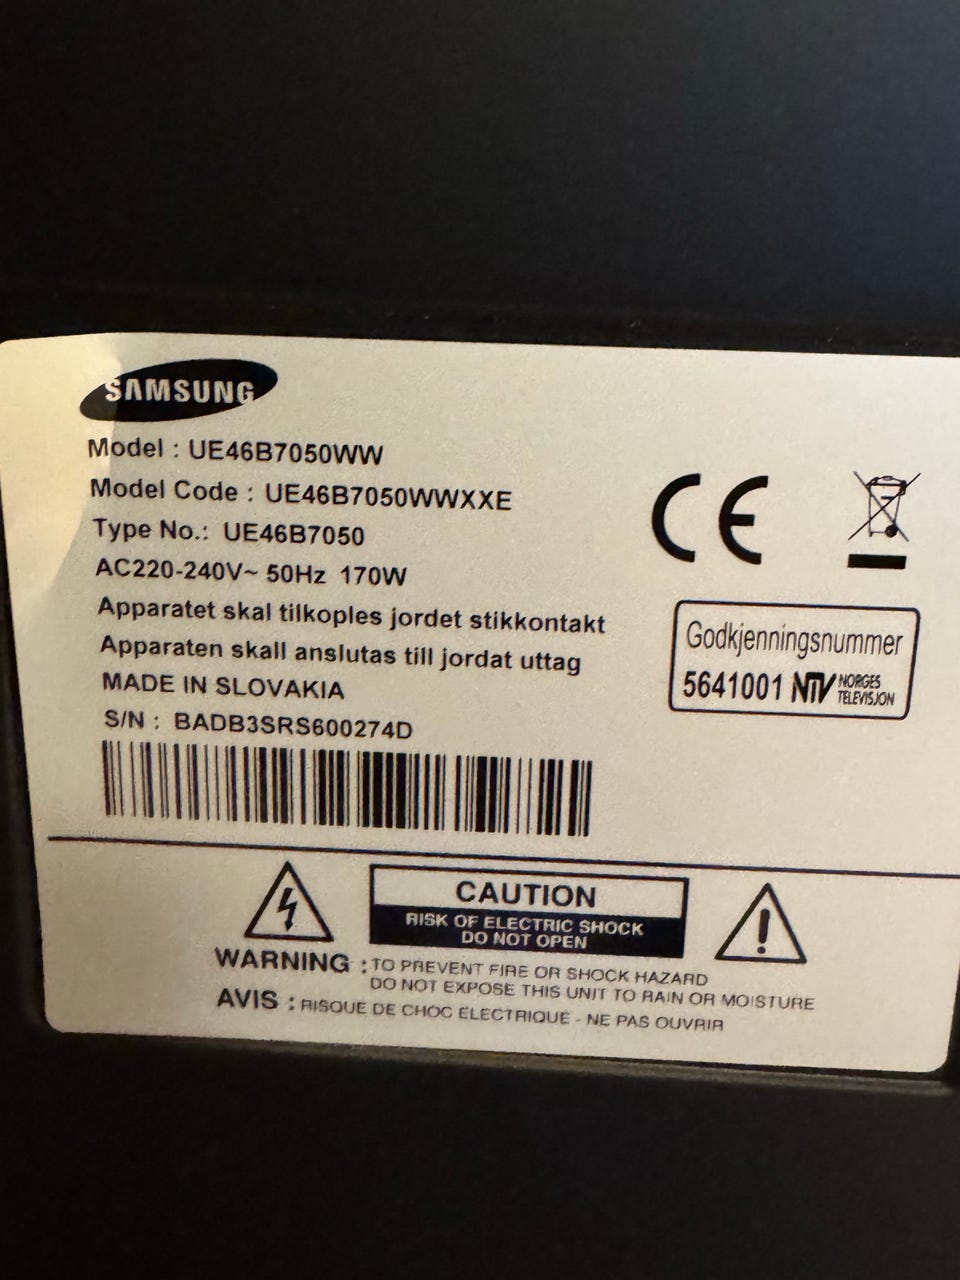 SAMSUNG
Model : UE46B7050WW
Model Code : UE46B7050WWXXE
Type No.: UE46B7050
AC220-240V~ 50Hz 170W
Apparatet skal tilkoples jordet stikkontakt
Apparaten skall anslutas till jordat uttag
MADE IN SLOVAKIA
S/N : BADB3SRS600274D
CE
Godkjenningsnummer
5641001 NTV NORGES
TELEVISJON
CAUTION
RISK OF ELECTRIC SHOCK
DO NOT OPEN
WARNING : TO PREVENT FIRE OR SHOCK HAZARD
DO NOT EXPOSE THIS UNIT TO RAIN OR MOISTURE
AVIS : RISQUE DE CHOC ÉLECTRIQUE - NE PAS OUVRIR